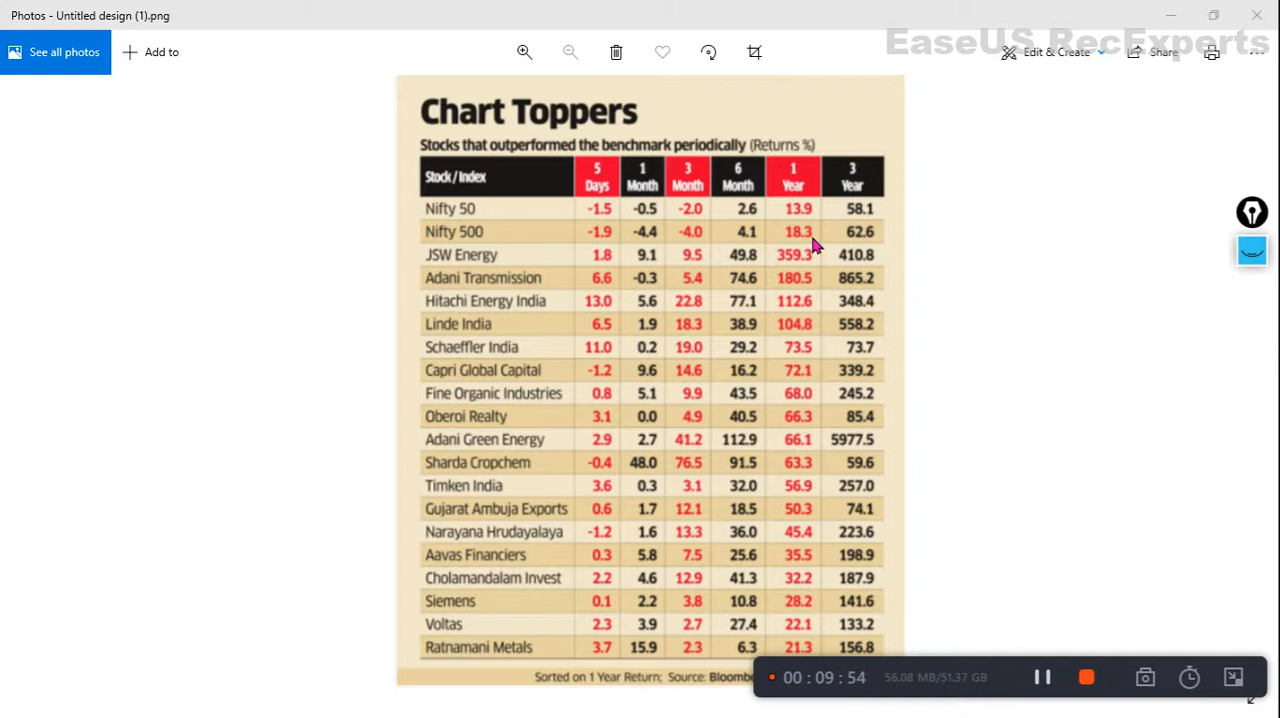 Photos - Untitled design (1).png
EaseUS RecExperts
See all photos
Add to
Edit & Create
Share
Chart Toppers
Stocks that outperformed the benchmark periodically (Returns %)
Stock / Index 5 Days 1 Month 3 Month 6 Month 1 Year 3 Year
Nifty 50 -1.5 -0.5 -2.0 2.6 13.9 58.1
Nifty 500 -1.9 -4.4 -4.0 4.1 18.3 62.6
JSW Energy 1.8 9.1 9.5 49.8 359.3 410.8
Adani Transmission 6.6 -0.3 5.4 74.6 180.5 865.2
Hitachi Energy India 13.0 5.6 22.8 77.1 112.6 348.4
Linde India 6.5 1.9 18.3 38.9 104.8 558.2
Schaeffler India 11.0 0.2 19.0 29.2 73.5 73.7
Capri Global Capital -1.2 9.6 14.6 16.2 72.1 339.2
Fine Organic Industries 0.8 5.1 9.9 43.5 68.0 245.2
Oberoi Realty 3.1 0.0 4.9 40.5 66.3 85.4
Adani Green Energy 2.9 2.7 41.2 112.9 66.1 5977.5
Sharda Cropchem -0.4 48.0 76.5 91.5 63.3 59.6
Timken India 3.6 0.3 3.1 32.0 56.9 257.0
Gujarat Ambuja Exports 0.6 1.7 12.1 18.5 50.3 74.1
Narayana Hrudayalaya -1.2 1.6 13.3 36.0 45.4 223.6
Aavas Financiers 0.3 5.8 7.5 25.6 35.5 198.9
Cholamandalam Invest 2.2 4.6 12.9 41.3 32.2 187.9
Siemens 0.1 2.2 3.8 10.8 28.2 141.6
Voltas 2.3 3.9 2.7 27.4 22.1 133.2
Ratnamani Metals 3.7 15.9 2.3 6.3 21.3 156.8
Sorted on 1 Year Return; Source: Bloombe
00 : 09 : 54 56.08 MB/51.37 GB